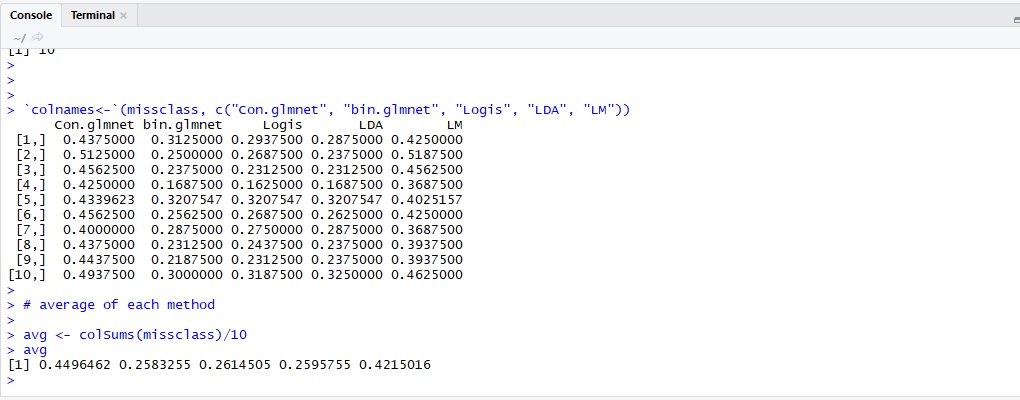 Console Terminal
~/
[1] 10
>
>
>
> `colnames<-`(missclass, c("Con.glmnet", "bin.glmnet", "Logis", "LDA", "LM"))
Con.glmnet bin.glmnet Logis LDA LM
[1,] 0.4375000 0.3125000 0.2937500 0.2875000 0.4250000
[2,] 0.5125000 0.2500000 0.2687500 0.2375000 0.5187500
[3,] 0.4562500 0.2375000 0.2312500 0.2312500 0.4562500
[4,] 0.4250000 0.1687500 0.1625000 0.1687500 0.3687500
[5,] 0.4339623 0.3207547 0.3207547 0.3207547 0.4025157
[6,] 0.4562500 0.2562500 0.2687500 0.2625000 0.4250000
[7,] 0.4000000 0.2875000 0.2750000 0.2875000 0.3687500
[8,] 0.4375000 0.2312500 0.2437500 0.2375000 0.3937500
[9,] 0.4437500 0.2187500 0.2312500 0.2375000 0.3937500
[10,] 0.4937500 0.3000000 0.3187500 0.3250000 0.4625000
>
> # average of each method
>
> avg <- colSums(missclass)/10
> avg
[1] 0.4496462 0.2583255 0.2614505 0.2595755 0.4215016
>